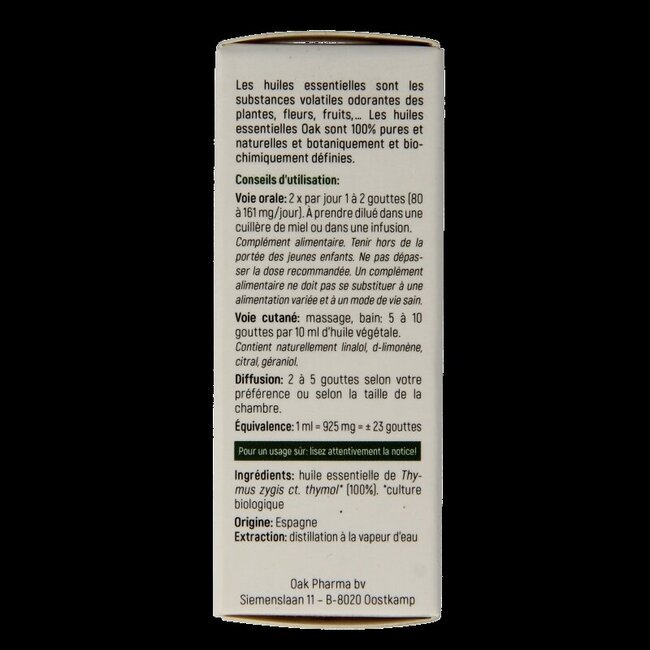 Les huiles essentielles sont les
substances volatiles odorantes des
plantes, fleurs, fruits,... Les huiles
essentielles Oak sont 100% pures et
naturelles et botaniquement et bio-
chimiquement définies.
Conseils d'utilisation:
Voie orale: 2 x par jour 1 à 2 gouttes (80
à 161 mg/jour). À prendre dilué dans une
cuillère de miel ou dans une infusion.
Complément alimentaire. Tenir hors de la
portée des jeunes enfants. Ne pas dépas-
ser la dose recommandée. Un complément
alimentaire ne doit pas se substituer à une
alimentation variée et à un mode de vie sain.
Voie cutané: massage, bain: 5 à 10
gouttes par 10 ml d'huile végétale.
Contient naturellement linalol, d-limonène,
citral, géraniol.
Diffusion: 2 à 5 gouttes selon votre
préférence ou selon la taille de la
chambre.
Équivalence: 1 ml = 925 mg = ± 23 gouttes
Pour un usage sûr: lisez attentivement la notice!
Ingrédients: huile essentielle de Thy-
mus zygis ct. thymol* (100%). *culture
biologique
Origine: Espagne
Extraction: distillation à la vapeur d'eau
Oak Pharma bv
Siemenslaan 11 – B-8020 Oostkamp